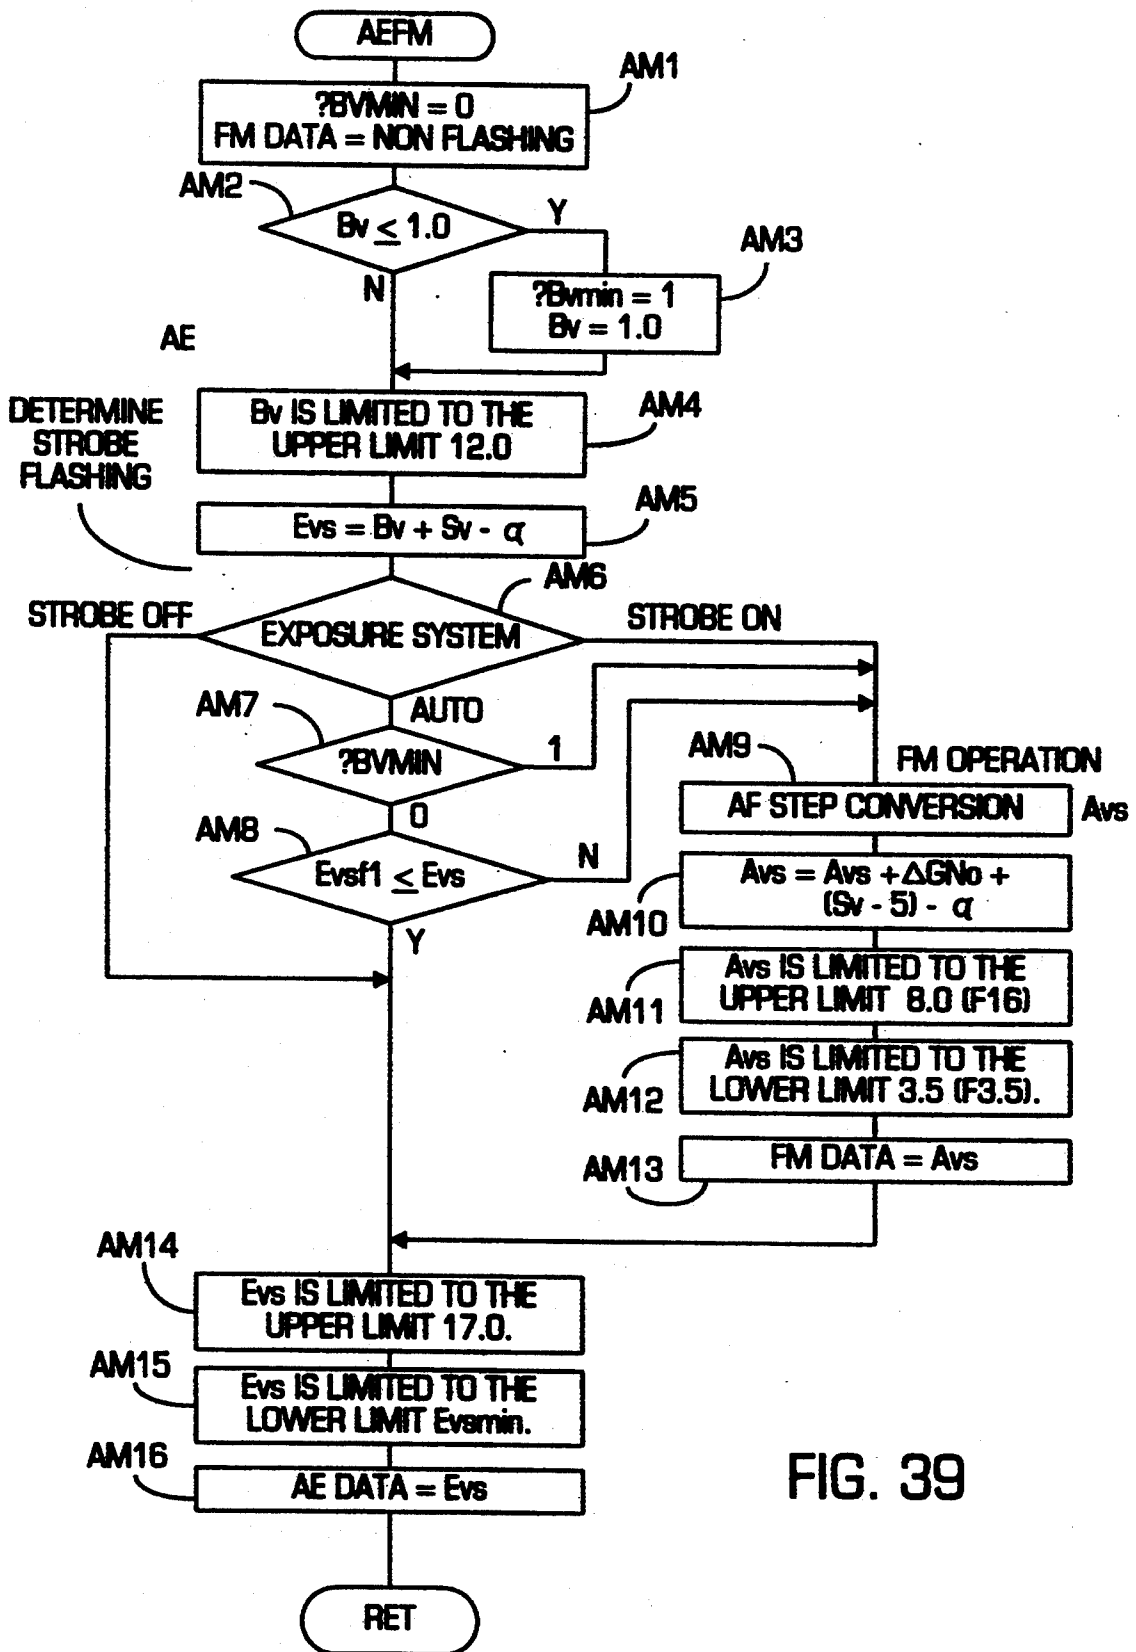 AEFM
AM1
?BVMIN = 0
FM DATA = NON FLASHING
AM2
Bv ≤ 1.0
Y
N
AM3
?Bvmin = 1
Bv = 1.0
AE
DETERMINE
STROBE
FLASHING
Bv IS LIMITED TO THE
UPPER LIMIT 12.0
AM4
Evs = Bv + Sv - α
AM5
AM6
STROBE OFF
EXPOSURE SYSTEM
STROBE ON
AM7
AUTO
?BVMIN
1
0
AM8
Evsf1 ≤ Evs
N
Y
AM9
FM OPERATION
AF STEP CONVERSION
Avs
Avs = Avs + ΔGNo +
(Sv - 5) - α
AM10
Avs IS LIMITED TO THE
UPPER LIMIT 8.0 (F16)
AM11
Avs IS LIMITED TO THE
LOWER LIMIT 3.5 (F3.5).
AM12
FM DATA = Avs
AM13
AM14
Evs IS LIMITED TO THE
UPPER LIMIT 17.0.
AM15
Evs IS LIMITED TO THE
LOWER LIMIT Evsmin.
AM16
AE DATA = Evs
RET
FIG. 39